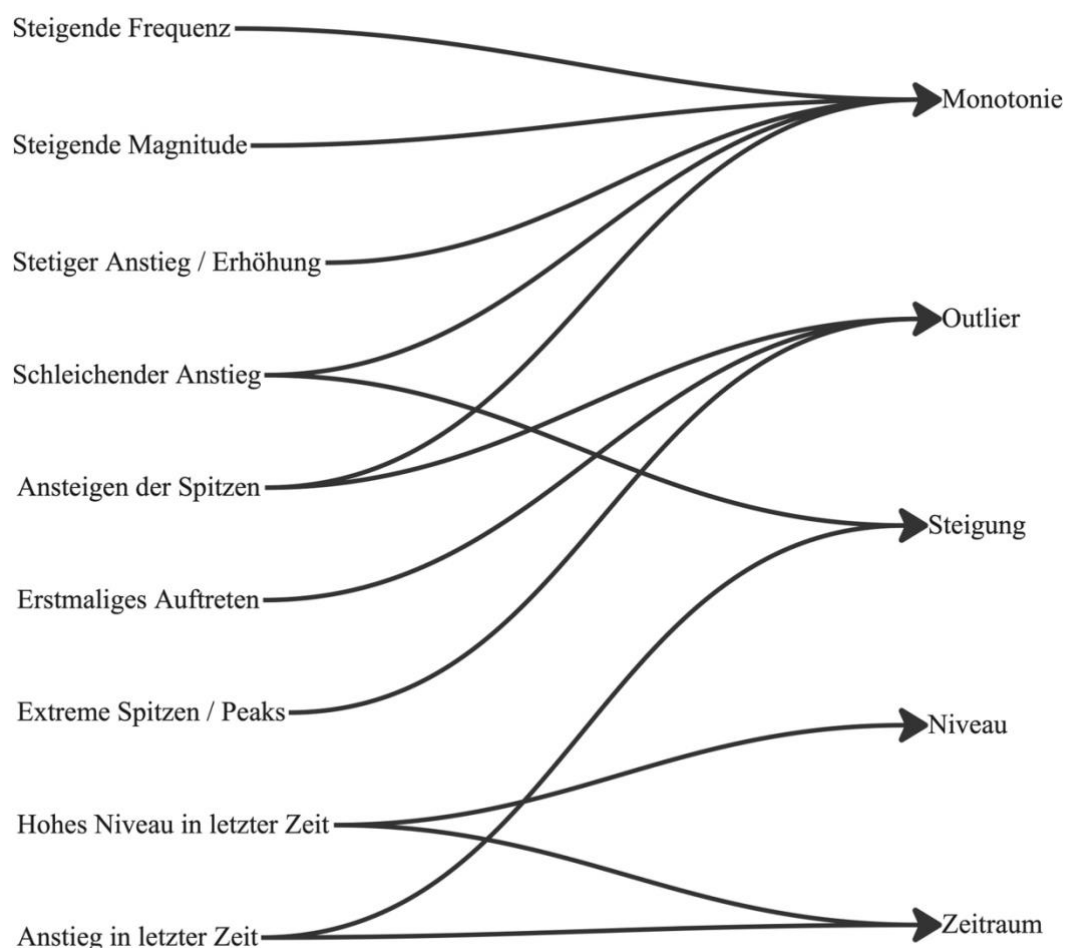 Steigende Frequenz
Monotonie
Steigende Magnitude
Stetiger Anstieg / Erhöhung
Outlier
Schleichender Anstieg
Ansteigen der Spitzen
Steigung
Erstmaliges Auftreten
Extreme Spitzen / Peaks
Niveau
Hohes Niveau in letzter Zeit
Zeitraum
Anstieg in letzter Zeit